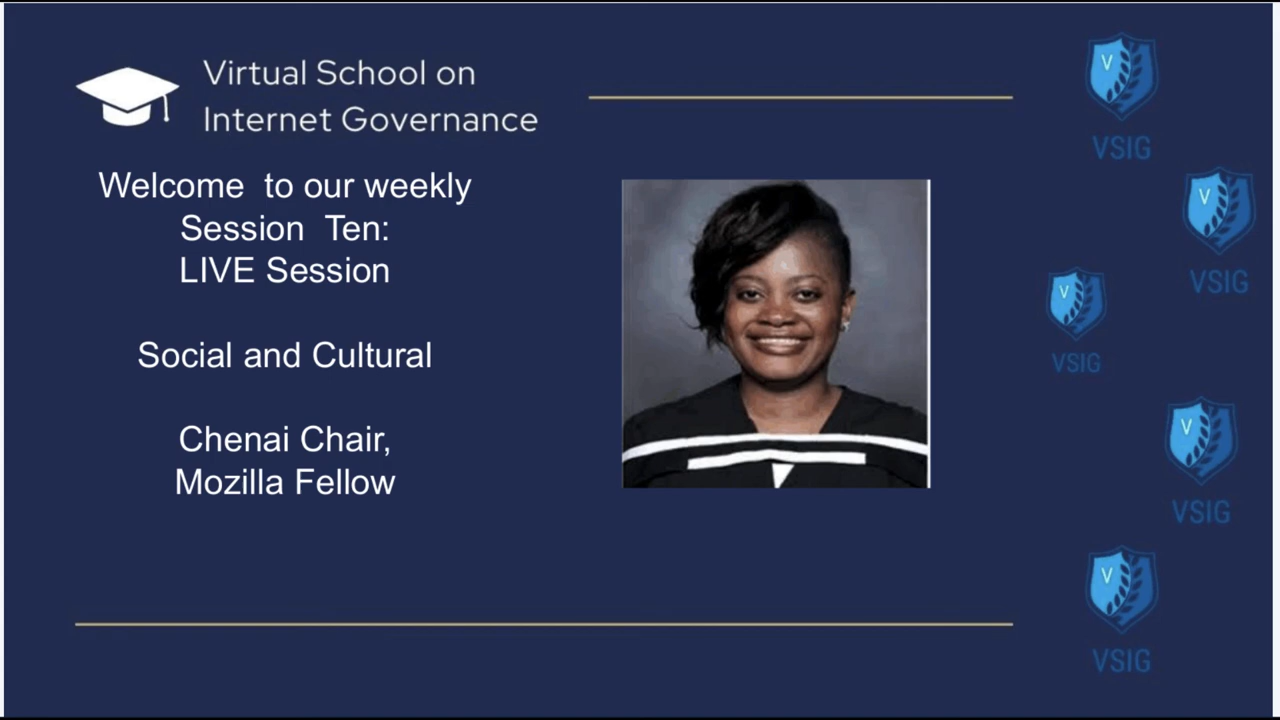 Virtual School on
Internet Governance
Welcome to our weekly
Session Ten:
LIVE Session
Social and Cultural
Chenai Chair,
Mozilla Fellow
V
VSIG
V
VSIG
V
VSIG
V
VSIG
V
VSIG